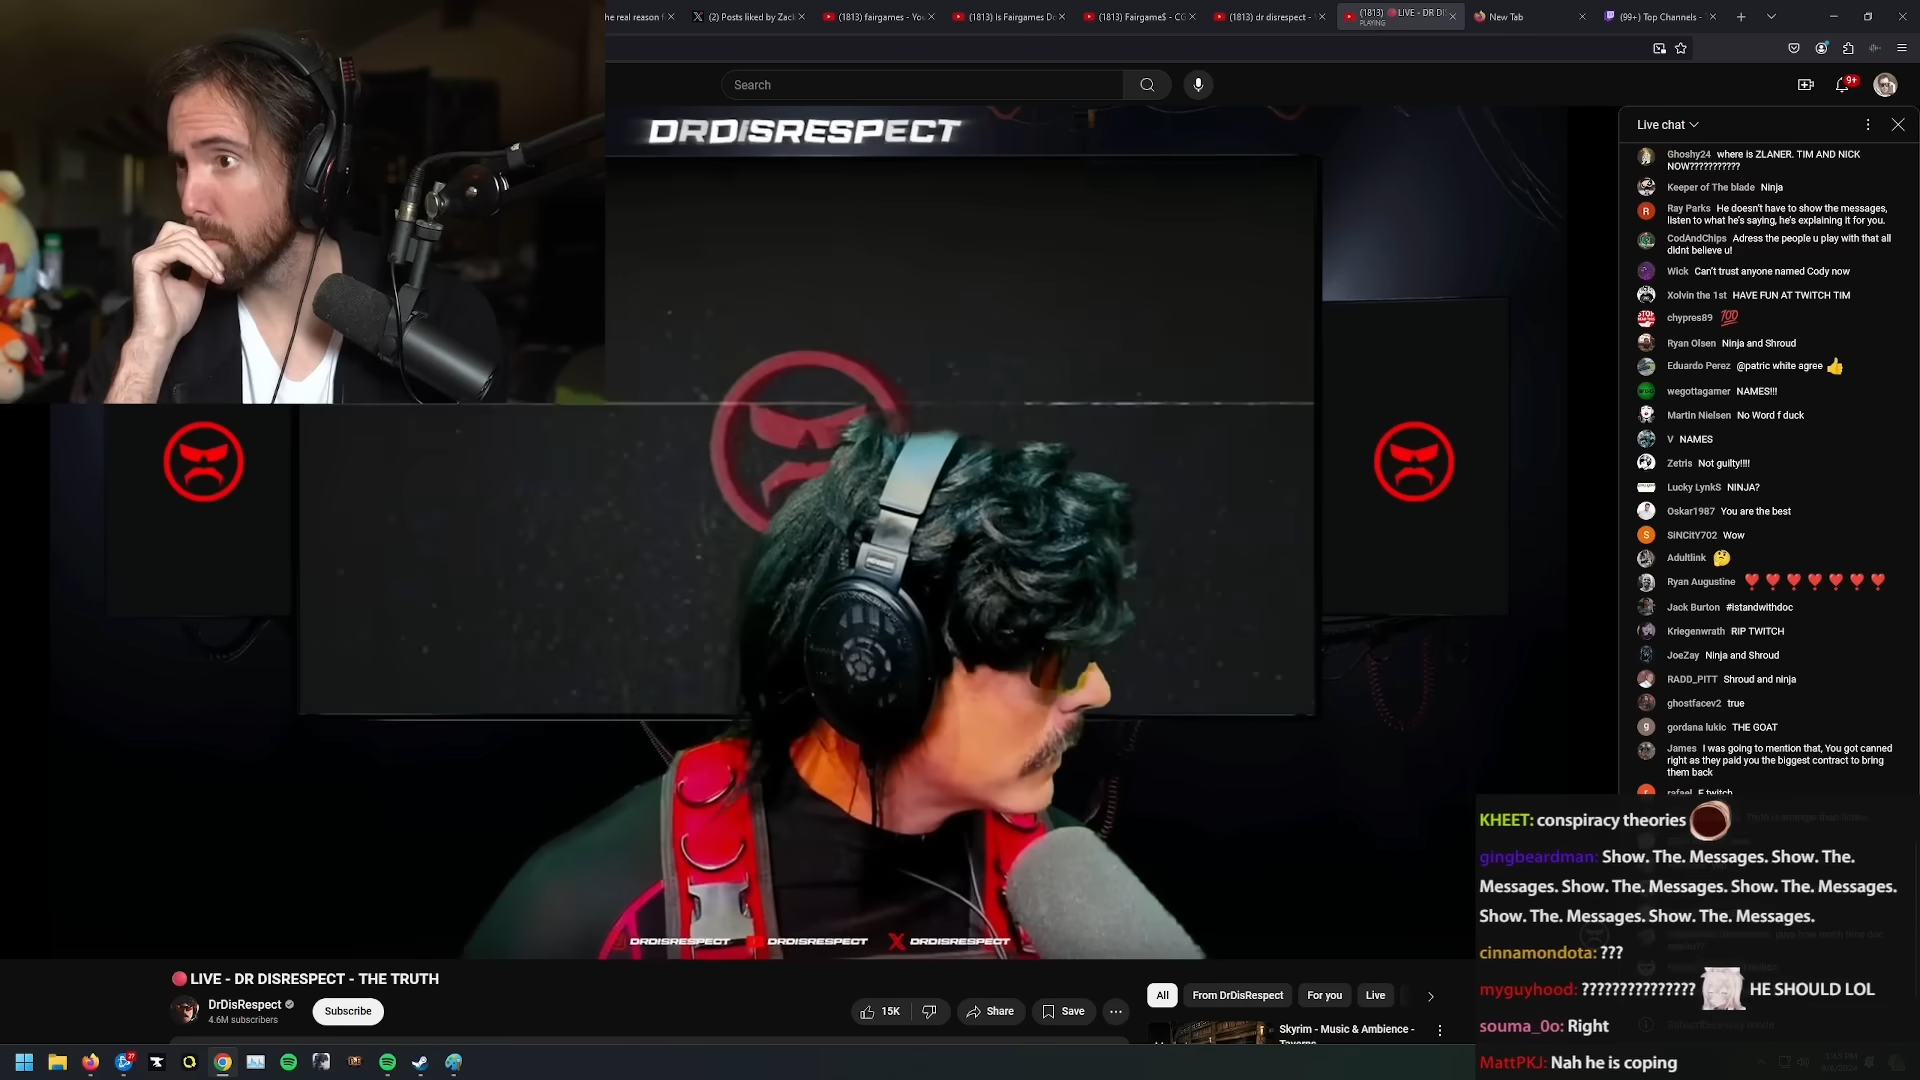 he real reason f
(2) Posts liked by Zack
(1813) fairgames - You
(1813) Is Fairgames Do
(1813) Fairgame$ - CG
(1813) dr disrespect -
(1813) 🔴LIVE - DR DI
PLAYING
New Tab
(99+) Top Channels -
Search
9+
DRDISRESPECT
Live chat
Ghoshy24 where is ZLANER. TIM AND NICK
NOW???????????
Keeper of The blade Ninja
Ray Parks He doesn't have to show the messages,
listen to what he's saying, he's explaining it for you.
CodAndChips Adress the people u play with that all
didnt believe u!
Wick Can't trust anyone named Cody now
Xolvin the 1st HAVE FUN AT TWITCH TIM
chypres89 💯
Ryan Olsen Ninja and Shroud
Eduardo Perez @patric white agree 👍
wegottagamer NAMES!!!
Martin Nielsen No Word f duck
V NAMES
Zetris Not guilty!!!!
Lucky LynkS NINJA?
Oskar1987 You are the best
SiNCitY702 Wow
Adultlink 🤔
Ryan Augustine ❤️ ❤️ ❤️ ❤️ ❤️ ❤️ ❤️
Jack Burton #istandwithdoc
Kriegenwrath RIP TWITCH
JoeZay Ninja and Shroud
RADD_PITT Shroud and ninja
ghostfacev2 true
gordana lukic THE GOAT
James I was going to mention that, You got canned
right as they paid you the biggest contract to bring
them back
rafael F twitch
KHEET: conspiracy theories
gingbeardman: Show. The. Messages. Show. The.
Messages. Show. The. Messages. Show. The. Messages.
Show. The. Messages. Show. The. Messages.
cinnamondota: ???
myguyhood: ??????????????? HE SHOULD LOL
souma_0o: Right
MattPKJ: Nah he is coping
DRDISRESPECT DRDISRESPECT DRDISRESPECT
🔴LIVE - DR DISRESPECT - THE TRUTH
DrDisRespect
4.6M subscribers
Subscribe
15K
Share
Save
All
From DrDisRespect
For you
Live
Skyrim - Music & Ambience -
Taverns